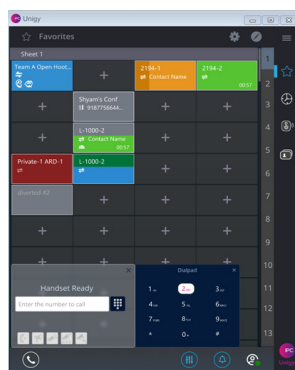 Unigy
Favorites
Sheet 1
Team A Open Hoot...
2194-1
Contact Name
2194-2
00:57
Shyam's Conf
9187756644...
L-1000-2
Contact Name
00:57
Private-1 ARD-1
L-1000-2
diverted #2
1
2
3
4
5
6
7
8
9
10
11
12
13
Handset Ready
Enter the number to call
Dialpad
1
2
3
4
5
6
7
8
9
*
0
#